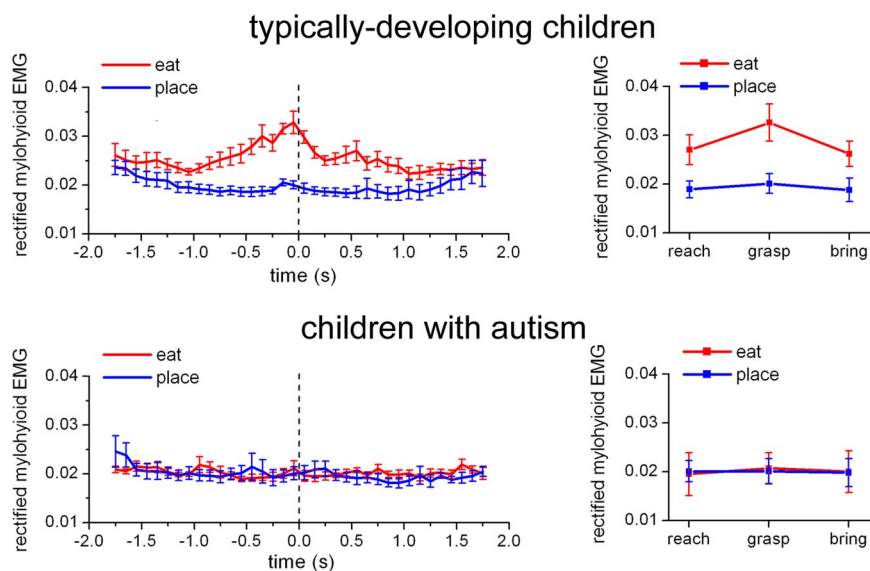 typically-developing children
rectified mylohyioid EMG
0.04
0.03
0.02
0.01
eat
place
-2.0 -1.5 -1.0 -0.5 0.0 0.5 1.0 1.5 2.0
time (s)
rectified mylohyioid EMG
0.04
0.03
0.02
0.01
eat
place
reach grasp bring
children with autism
rectified mylohyioid EMG
0.04
0.03
0.02
0.01
eat
place
-2.0 -1.5 -1.0 -0.5 0.0 0.5 1.0 1.5 2.0
time (s)
rectified mylohyioid EMG
0.04
0.03
0.02
0.01
eat
place
reach grasp bring